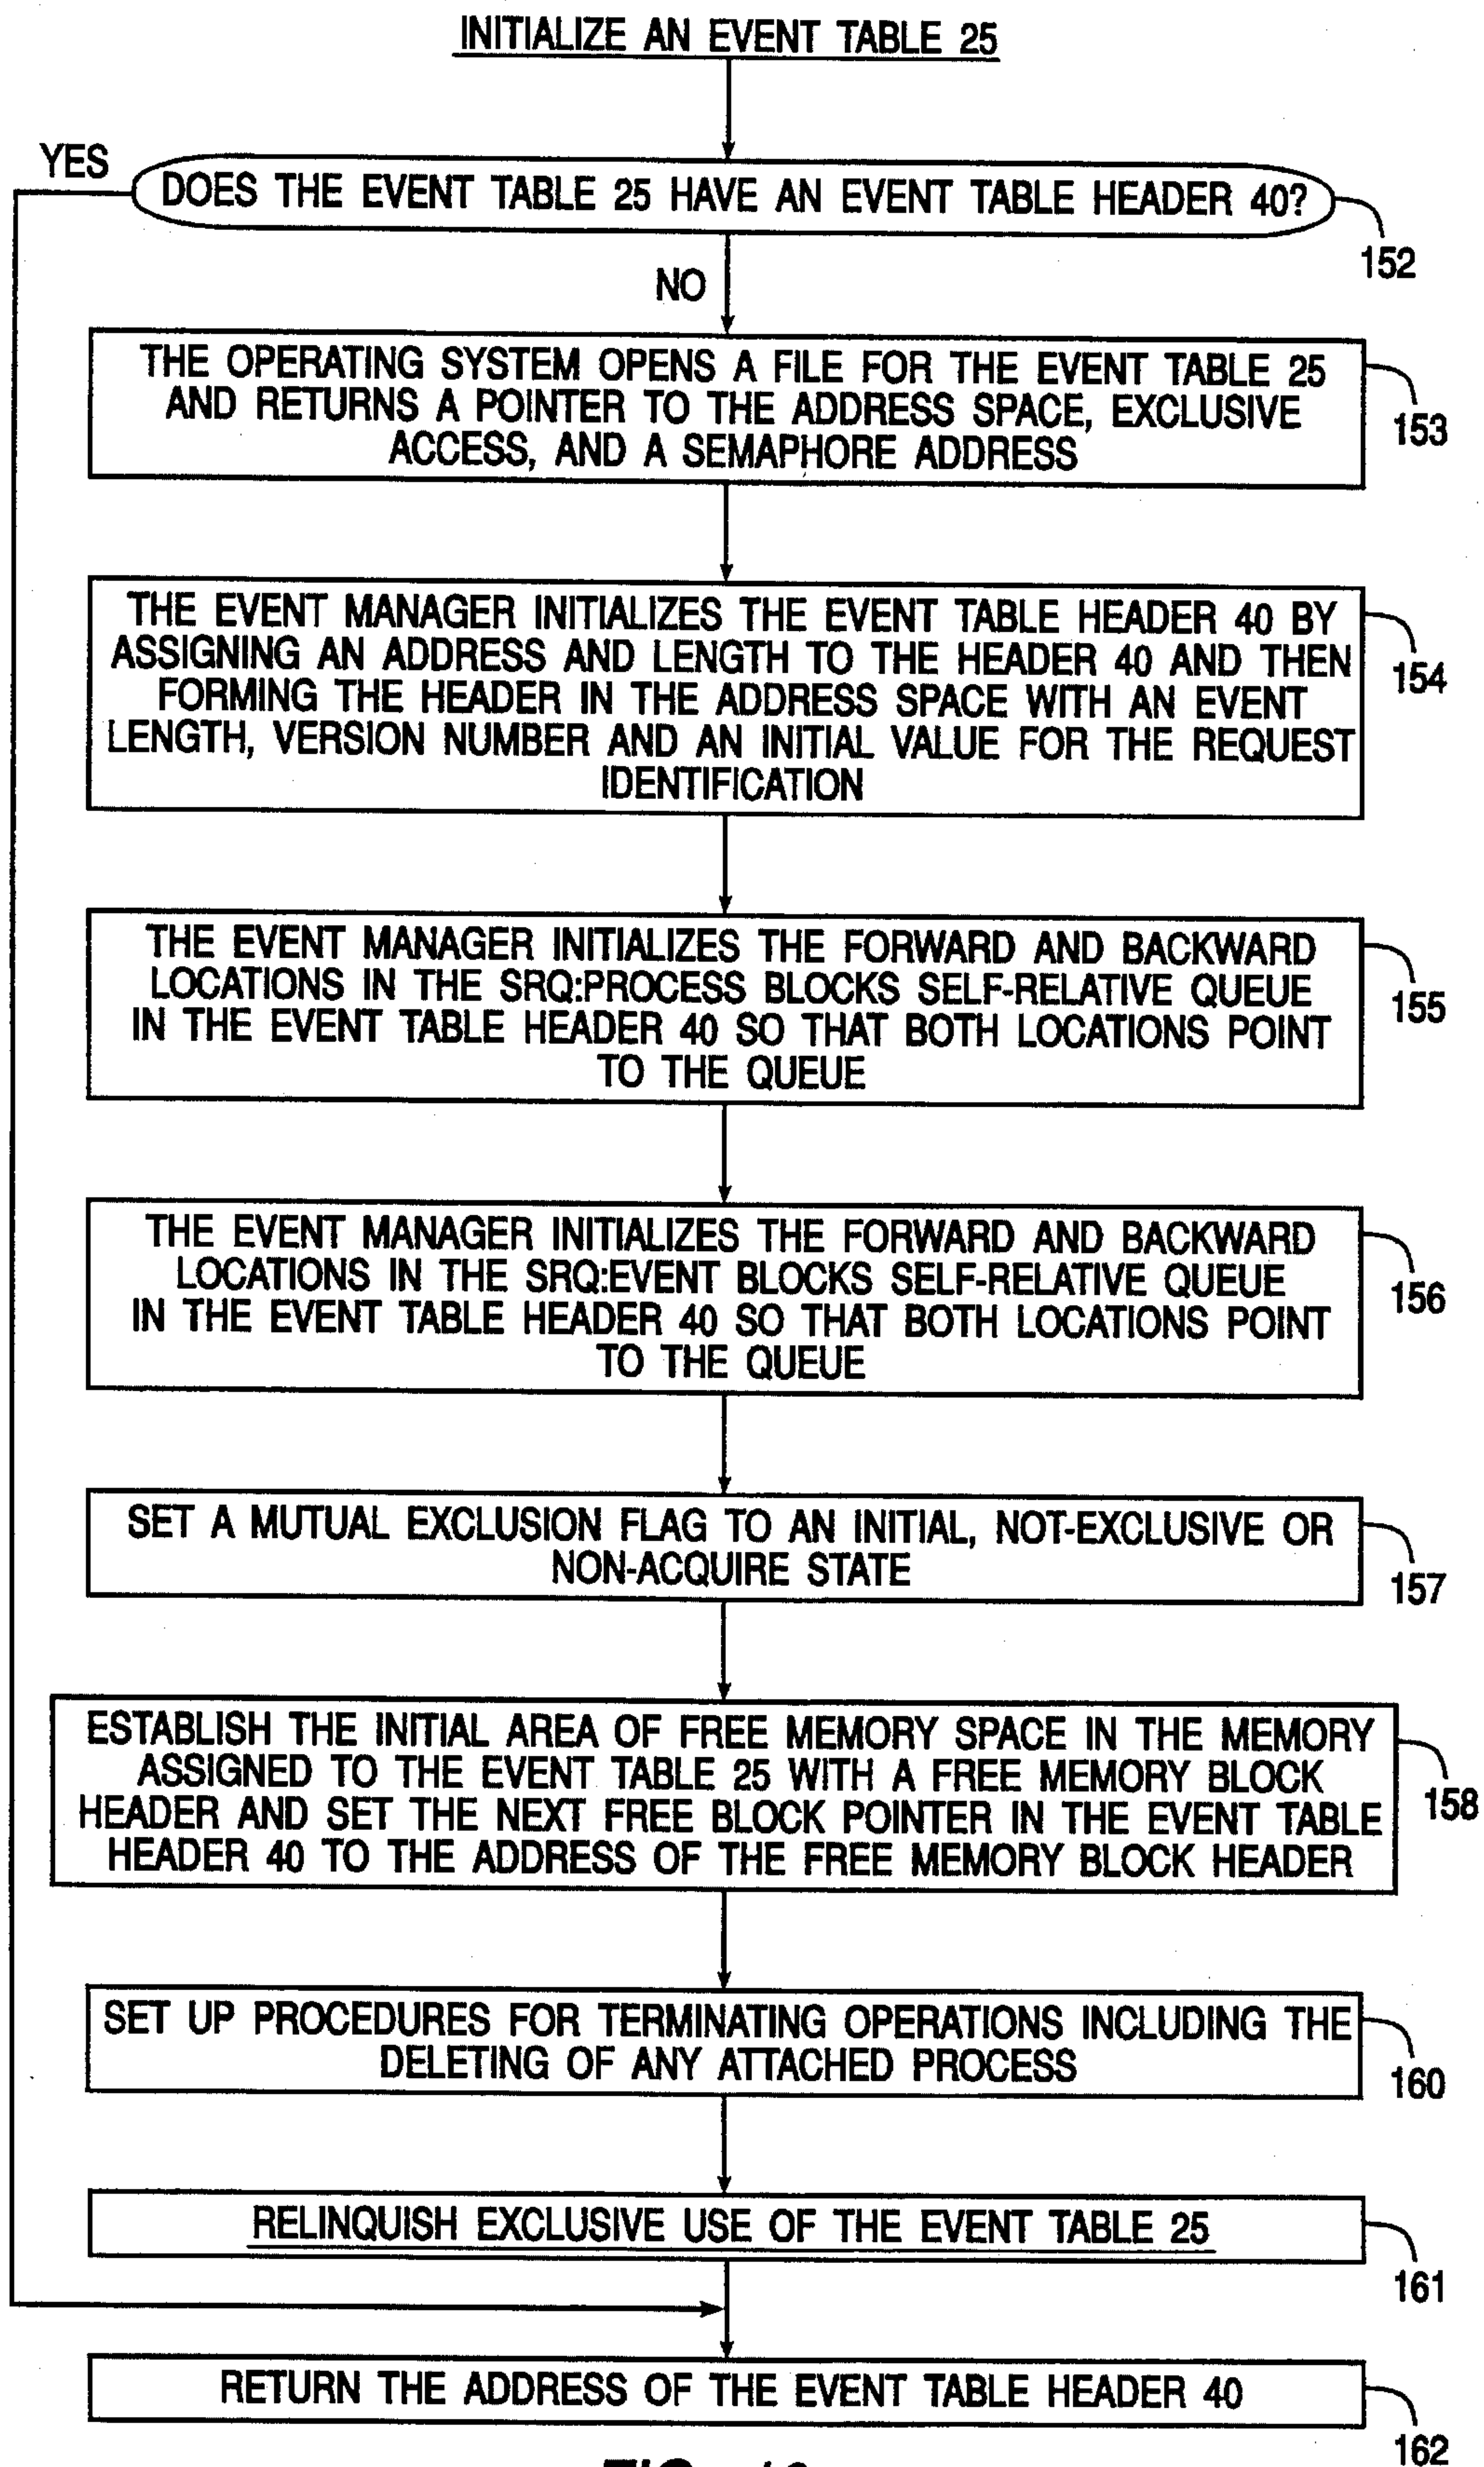 INITIALIZE AN EVENT TABLE 25
YES
DOES THE EVENT TABLE 25 HAVE AN EVENT TABLE HEADER 40?
152
NO
THE OPERATING SYSTEM OPENS A FILE FOR THE EVENT TABLE 25
AND RETURNS A POINTER TO THE ADDRESS SPACE, EXCLUSIVE
ACCESS, AND A SEMAPHORE ADDRESS
153
THE EVENT MANAGER INITIALIZES THE EVENT TABLE HEADER 40 BY
ASSIGNING AN ADDRESS AND LENGTH TO THE HEADER 40 AND THEN
FORMING THE HEADER IN THE ADDRESS SPACE WITH AN EVENT
LENGTH, VERSION NUMBER AND AN INITIAL VALUE FOR THE REQUEST
IDENTIFICATION
154
THE EVENT MANAGER INITIALIZES THE FORWARD AND BACKWARD
LOCATIONS IN THE SRQ:PROCESS BLOCKS SELF-RELATIVE QUEUE
IN THE EVENT TABLE HEADER 40 SO THAT BOTH LOCATIONS POINT
TO THE QUEUE
155
THE EVENT MANAGER INITIALIZES THE FORWARD AND BACKWARD
LOCATIONS IN THE SRQ:EVENT BLOCKS SELF-RELATIVE QUEUE
IN THE EVENT TABLE HEADER 40 SO THAT BOTH LOCATIONS POINT
TO THE QUEUE
156
SET A MUTUAL EXCLUSION FLAG TO AN INITIAL, NOT-EXCLUSIVE OR
NON-ACQUIRE STATE
157
ESTABLISH THE INITIAL AREA OF FREE MEMORY SPACE IN THE MEMORY
ASSIGNED TO THE EVENT TABLE 25 WITH A FREE MEMORY BLOCK
HEADER AND SET THE NEXT FREE BLOCK POINTER IN THE EVENT TABLE
HEADER 40 TO THE ADDRESS OF THE FREE MEMORY BLOCK HEADER
158
SET UP PROCEDURES FOR TERMINATING OPERATIONS INCLUDING THE
DELETING OF ANY ATTACHED PROCESS
160
RELINQUISH EXCLUSIVE USE OF THE EVENT TABLE 25
161
RETURN THE ADDRESS OF THE EVENT TABLE HEADER 40
162